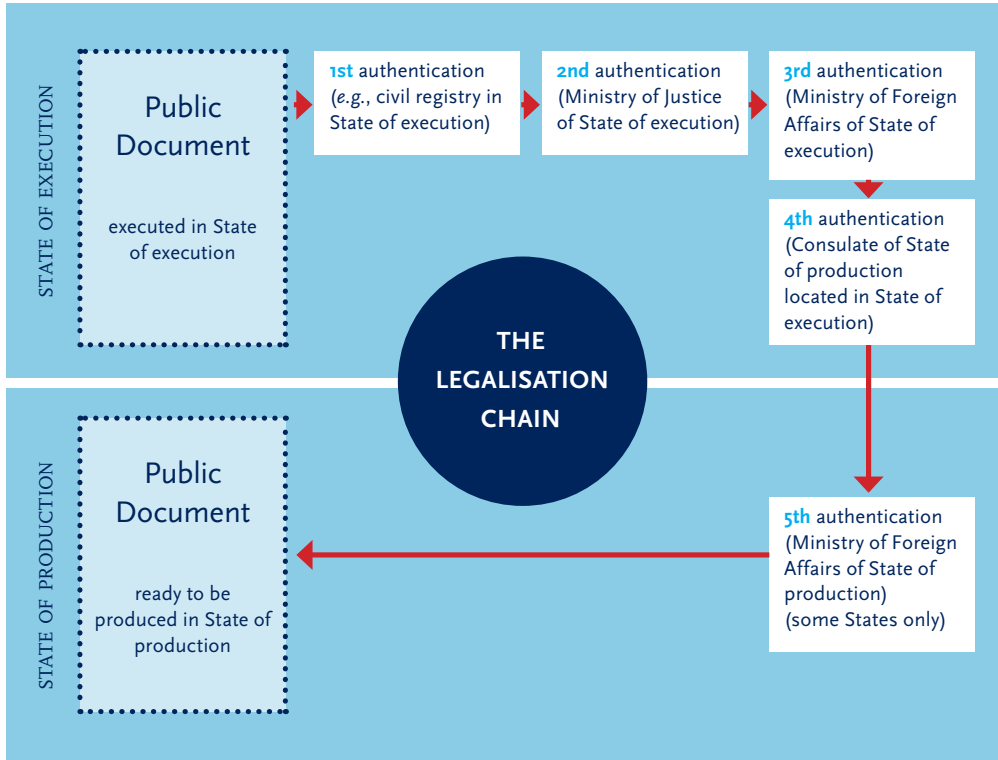 STATE OF EXECUTION
Public
Document
executed in State
of execution
1st authentication
(e.g., civil registry in
State of execution)
2nd authentication
(Ministry of Justice
of State of execution)
3rd authentication
(Ministry of Foreign
Affairs of State of
execution)
4th authentication
(Consulate of State
of production
located in State of
execution)
THE
LEGALISATION
CHAIN
STATE OF PRODUCTION
Public
Document
ready to be
produced in State of
production
5th authentication
(Ministry of Foreign
Affairs of State of
production)
(some States only)